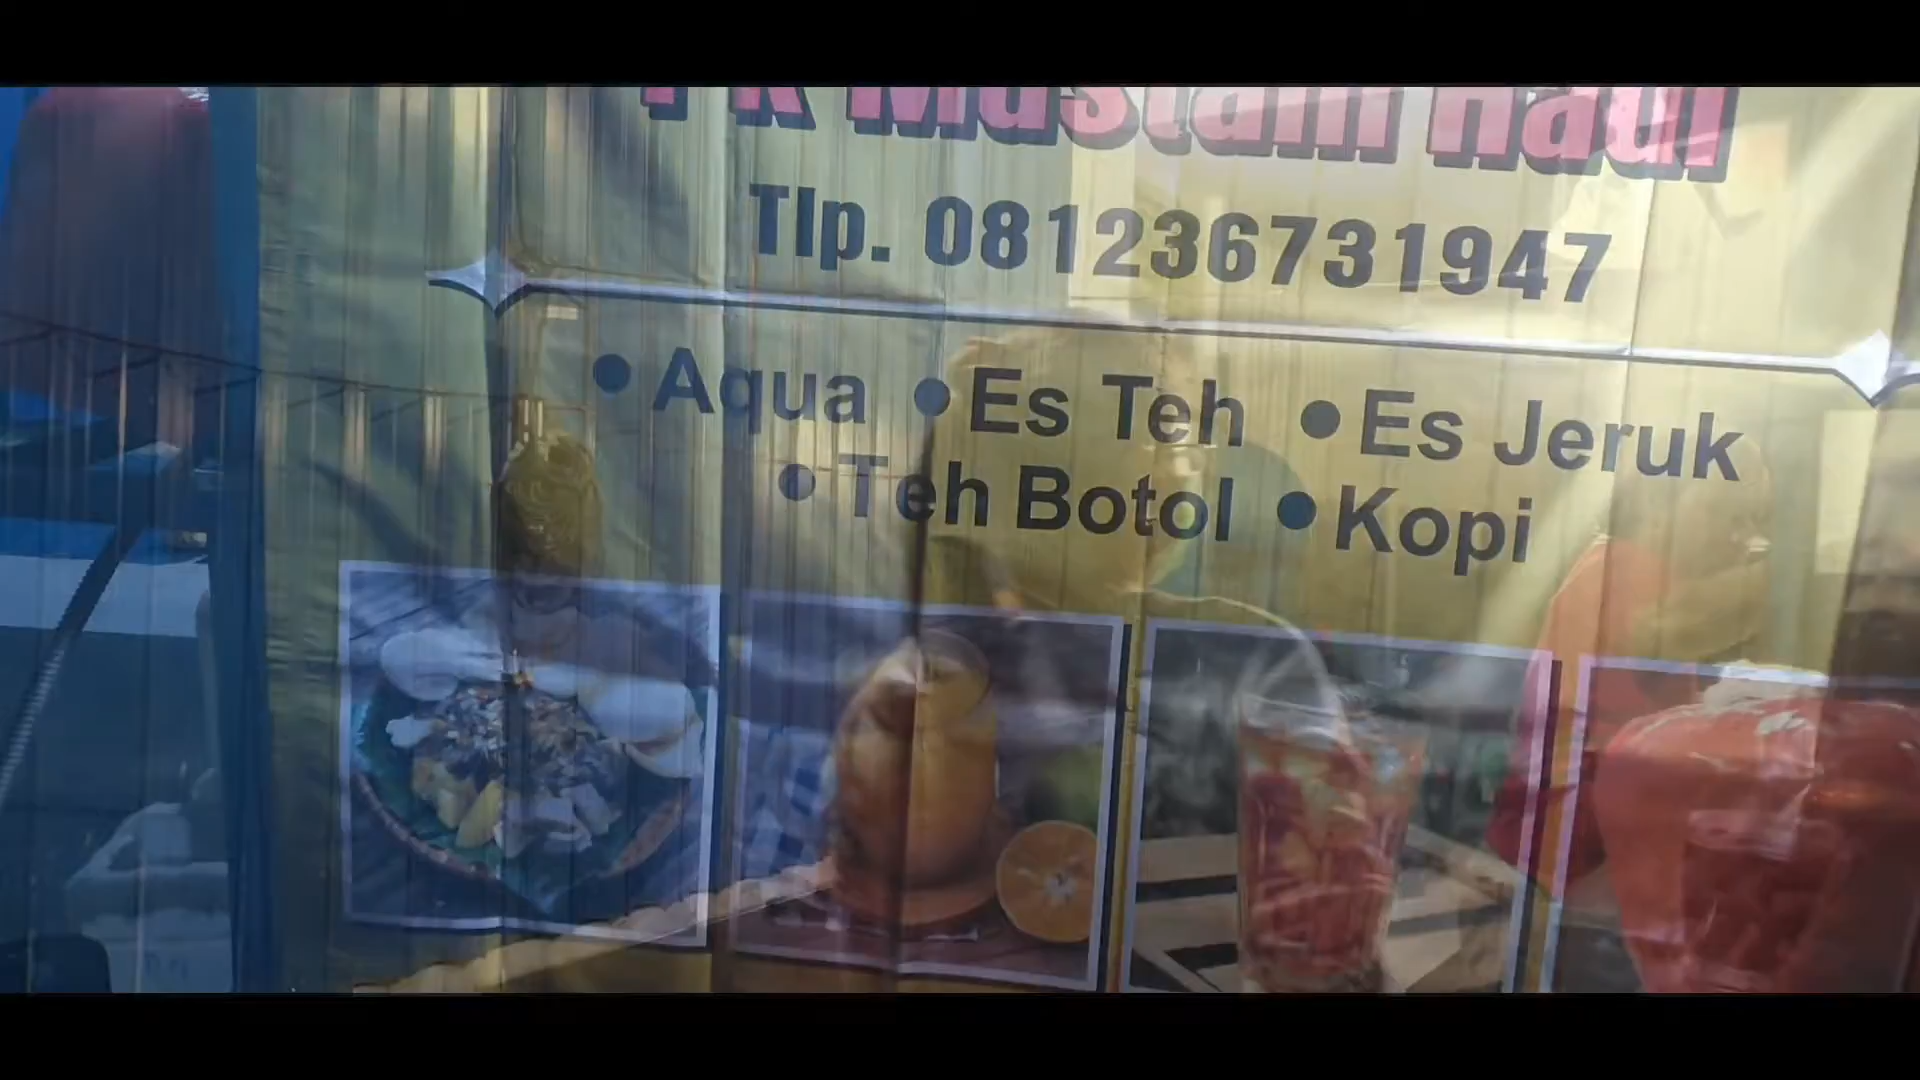 Tlp. 081236731947
● Aqua ● Es Teh ● Es Jeruk
● Teh Botol ● Kopi